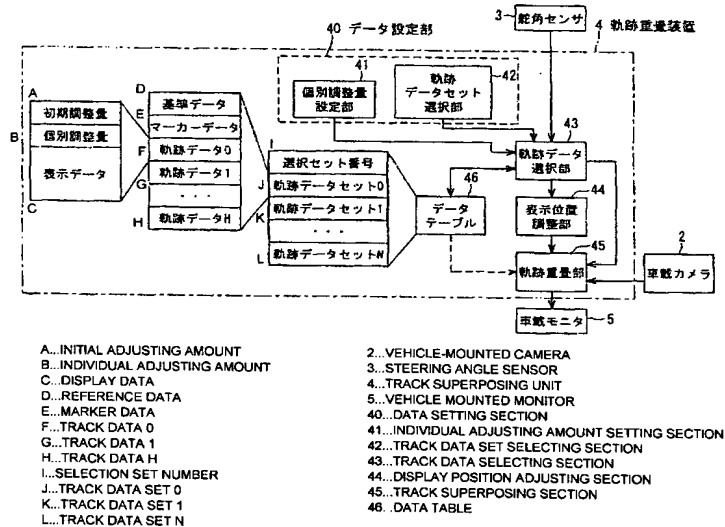 3 舵角センサ
40 データ設定部
4 軌跡重畳装置
41
個別調整量
設定部
42
軌跡
データセット
選択部
43
軌跡データ
選択部
44
表示位置
調整部
45
軌跡重畳部
46
データ
テーブル
2
車載カメラ
車載モニタ 5
A
初期調整量
B
個別調整量
表示データ
C
D
基準データ
E
マーカーデータ
F
軌跡データ0
G
軌跡データ1
・・・
H
軌跡データH
I
選択セット番号
J
軌跡データセット0
K
軌跡データセット1
・・・
L
軌跡データセットN
A...INITIAL ADJUSTING AMOUNT
B...INDIVIDUAL ADJUSTING AMOUNT
C...DISPLAY DATA
D...REFERENCE DATA
E...MARKER DATA
F...TRACK DATA 0
G...TRACK DATA 1
H...TRACK DATA H
I...SELECTION SET NUMBER
J...TRACK DATA SET 0
K...TRACK DATA SET 1
L...TRACK DATA SET N
2...VEHICLE-MOUNTED CAMERA
3...STEERING ANGLE SENSOR
4...TRACK SUPERPOSING UNIT
5...VEHICLE MOUNTED MONITOR
40...DATA SETTING SECTION
41...INDIVIDUAL ADJUSTING AMOUNT SETTING SECTION
42...TRACK DATA SET SELECTING SECTION
43...TRACK DATA SELECTING SECTION
44...DISPLAY POSITION ADJUSTING SECTION
45...TRACK SUPERPOSING SECTION
46...DATA TABLE